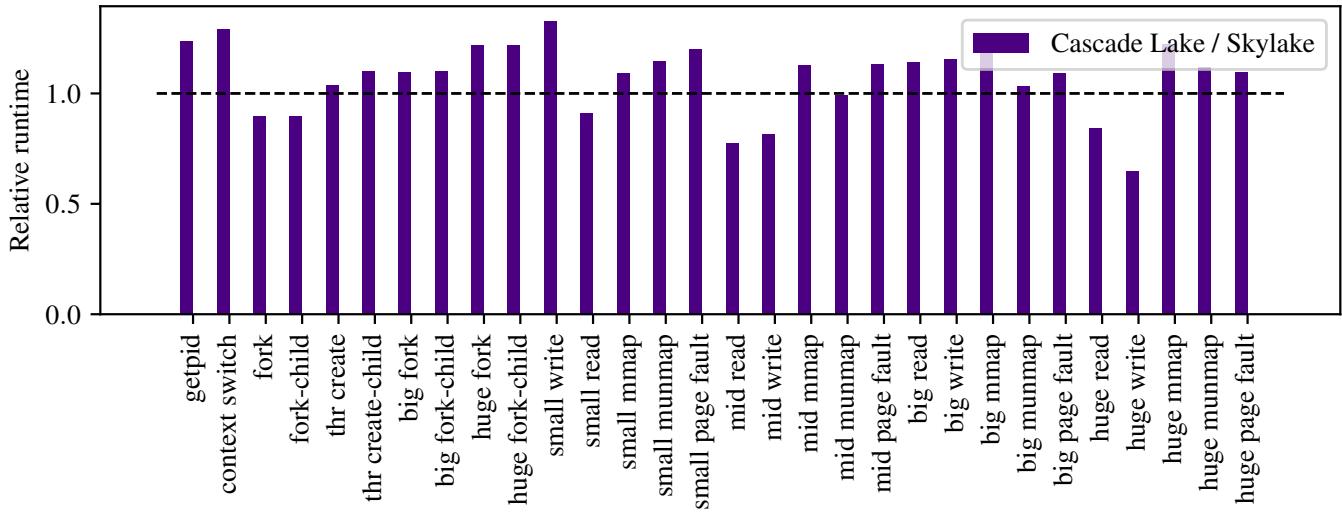 Cascade Lake / Skylake
Relative runtime
1.0
0.5
0.0
getpid
context switch
fork
fork-child
thr create
thr create-child
big fork
big fork-child
huge fork
huge fork-child
small write
small read
small mmap
small munmap
small page fault
mid read
mid write
mid mmap
mid munmap
mid page fault
big read
big write
big mmap
big munmap
big page fault
huge read
huge write
huge mmap
huge munmap
huge page fault